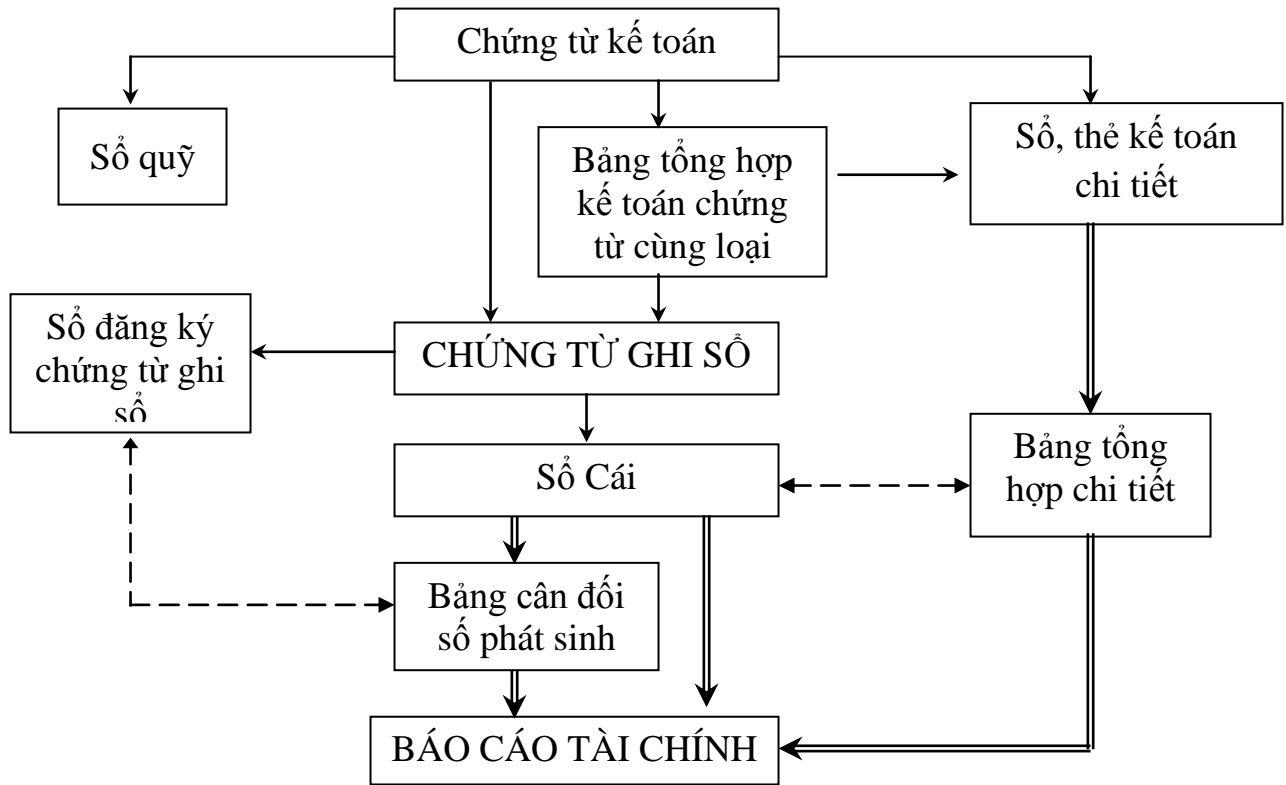 Chứng từ kế toán
Sổ quỹ
Bảng tổng hợp
kế toán chứng
từ cùng loại
Sổ, thẻ kế toán
chi tiết
Sổ đăng ký
chứng từ ghi
sổ
CHỨNG TỪ GHI SỔ
Sổ Cái
Bảng tổng
hợp chi tiết
Bảng cân đối
số phát sinh
BÁO CÁO TÀI CHÍNH